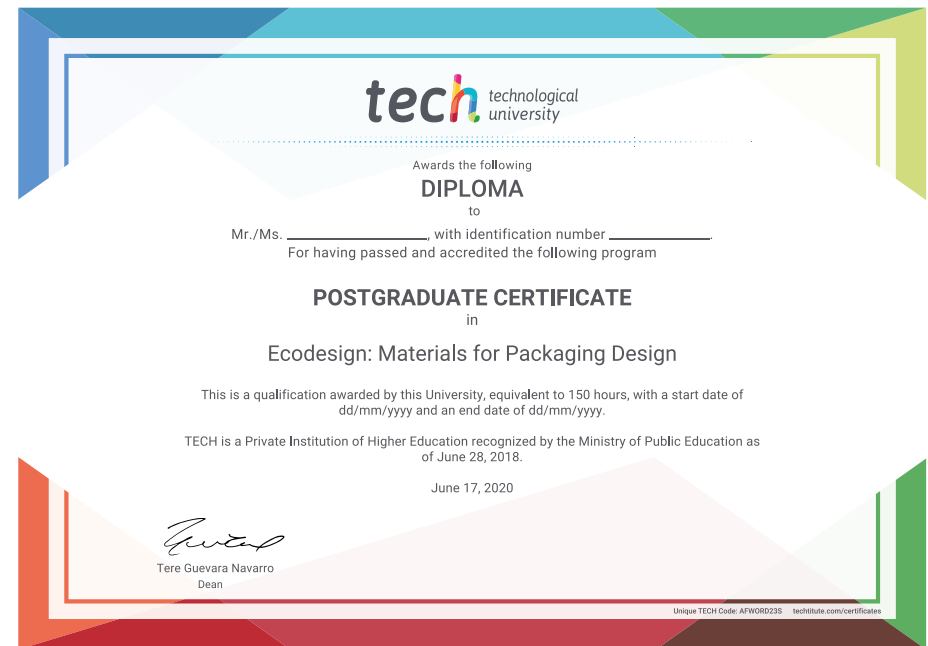 tech technological
university
Awards the following
DIPLOMA
to
Mr./Ms. ____________________, with identification number ______________.
For having passed and accredited the following program
POSTGRADUATE CERTIFICATE
in
Ecodesign: Materials for Packaging Design
This is a qualification awarded by this University, equivalent to 150 hours, with a start date of
dd/mm/yyyy and an end date of dd/mm/yyyy.
TECH is a Private Institution of Higher Education recognized by the Ministry of Public Education as
of June 28, 2018.
June 17, 2020
Tere Guevara Navarro
Dean
Unique TECH Code: AFWORD23S techtitute.com/certificates